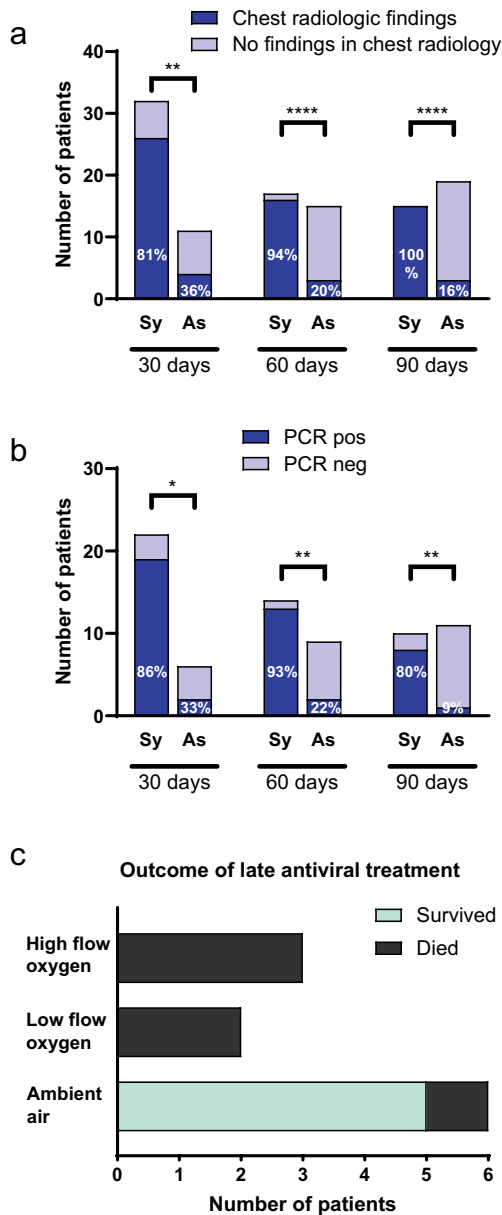 a
Chest radiologic findings
No findings in chest radiology
Number of patients
40
30
20
10
0
**
****
****
81%
36%
94%
20%
100
%
16%
Sy As Sy As Sy As
30 days 60 days 90 days
b
PCR pos
PCR neg
Number of patients
30
20
10
0
*
**
**
86%
33%
93%
22%
80%
9%
Sy As Sy As Sy As
30 days 60 days 90 days
c
Outcome of late antiviral treatment
Survived
Died
High flow
oxygen
Low flow
oxygen
Ambient
air
0 1 2 3 4 5 6
Number of patients